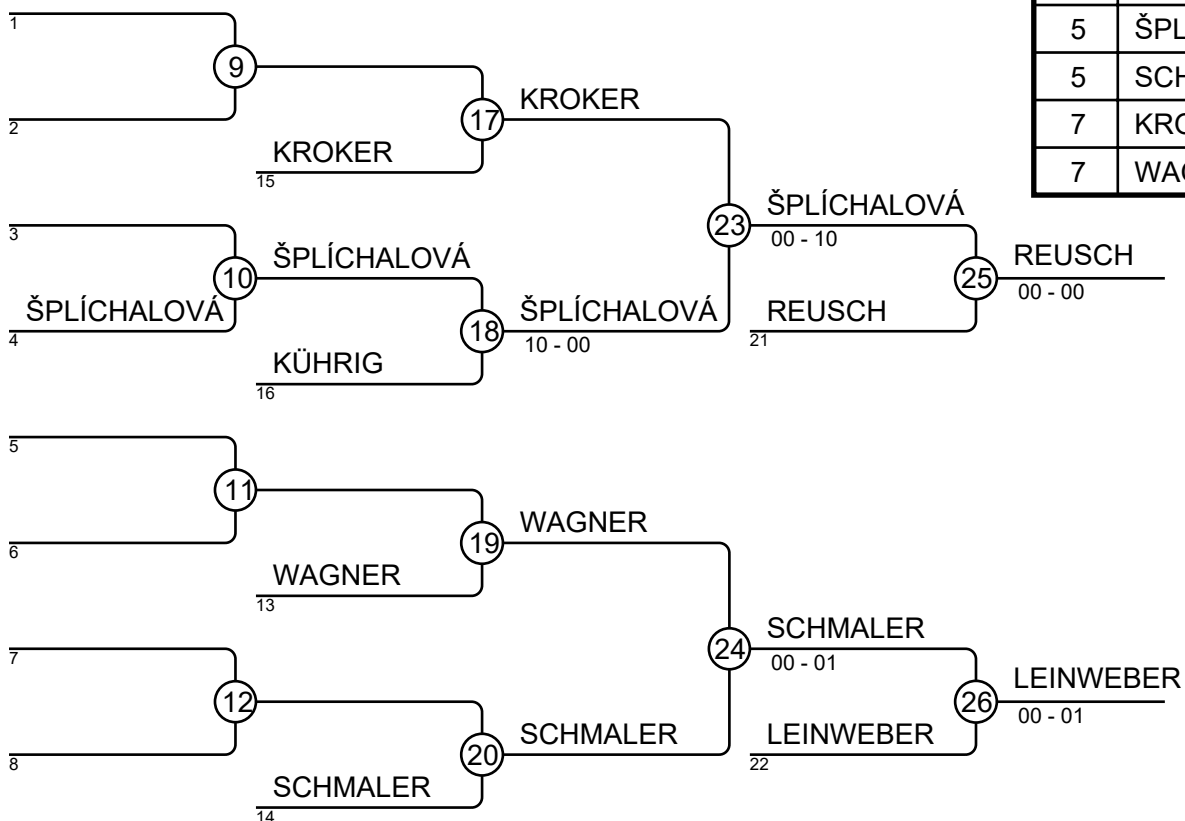 1
9
2
KROKER
15
17
KROKER
3
10
ŠPLÍCHALOVÁ
4
ŠPLÍCHALOVÁ
18
ŠPLÍCHALOVÁ
10 - 00
KÜHRIG
16
23
ŠPLÍCHALOVÁ
00 - 10
REUSCH
21
25
REUSCH
00 - 00
5
11
6
WAGNER
13
19
WAGNER
7
12
8
20
SCHMALER
SCHMALER
14
24
SCHMALER
00 - 01
LEINWEBER
22
26
LEINWEBER
00 - 01
5 ŠPL
5 SCH
7
7